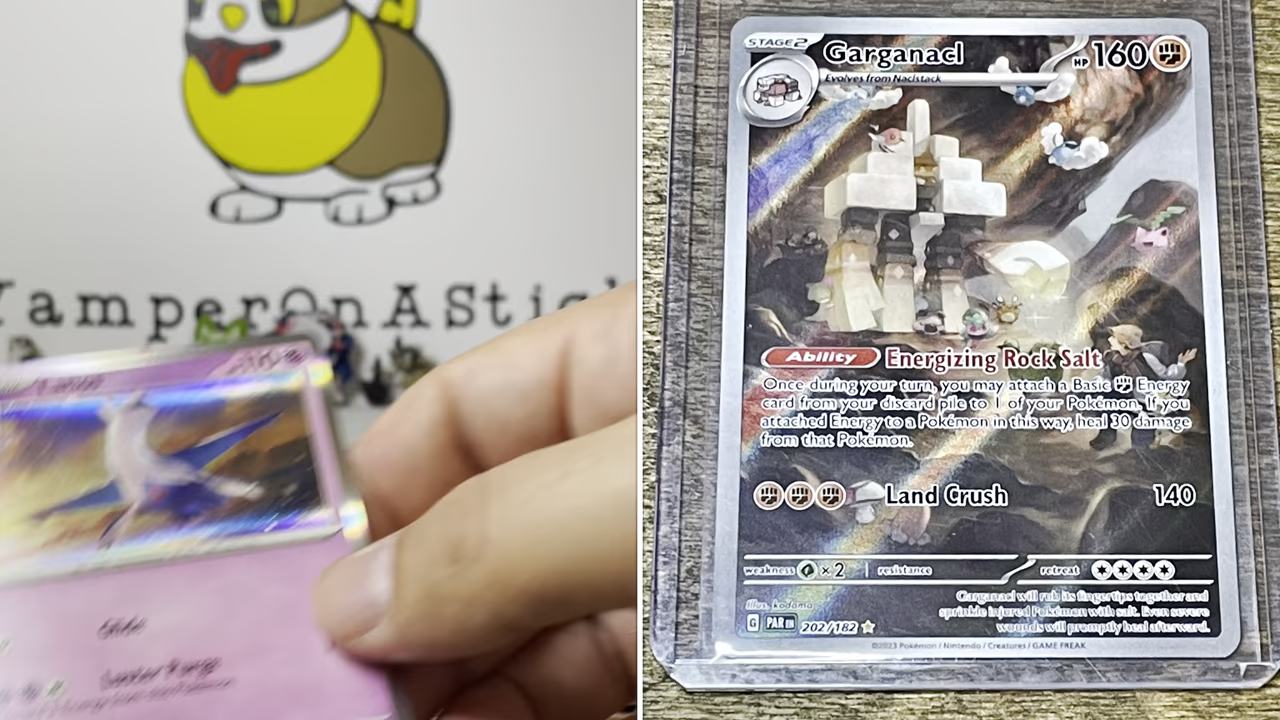 YamperOnAStick
STAGE2
Garganacl
HP 160
Evolves from Naclstack
Ability
Energizing Rock Salt
Once during your turn, you may attach a Basic Energy
card from your discard pile to 1 of your Pokémon. If you
attached Energy to a Pokémon in this way, heal 30 damage
from that Pokémon.
Land Crush 140
weakness ×2 resistance retreat
Illus. kodama
Garganacl will rub its fingertips together and
sprinkle injured Pokémon with salt. Even severe
wounds will promptly heal afterward.
G PAR EN 202/182
©2023 Pokémon / Nintendo / Creatures / GAME FREAK